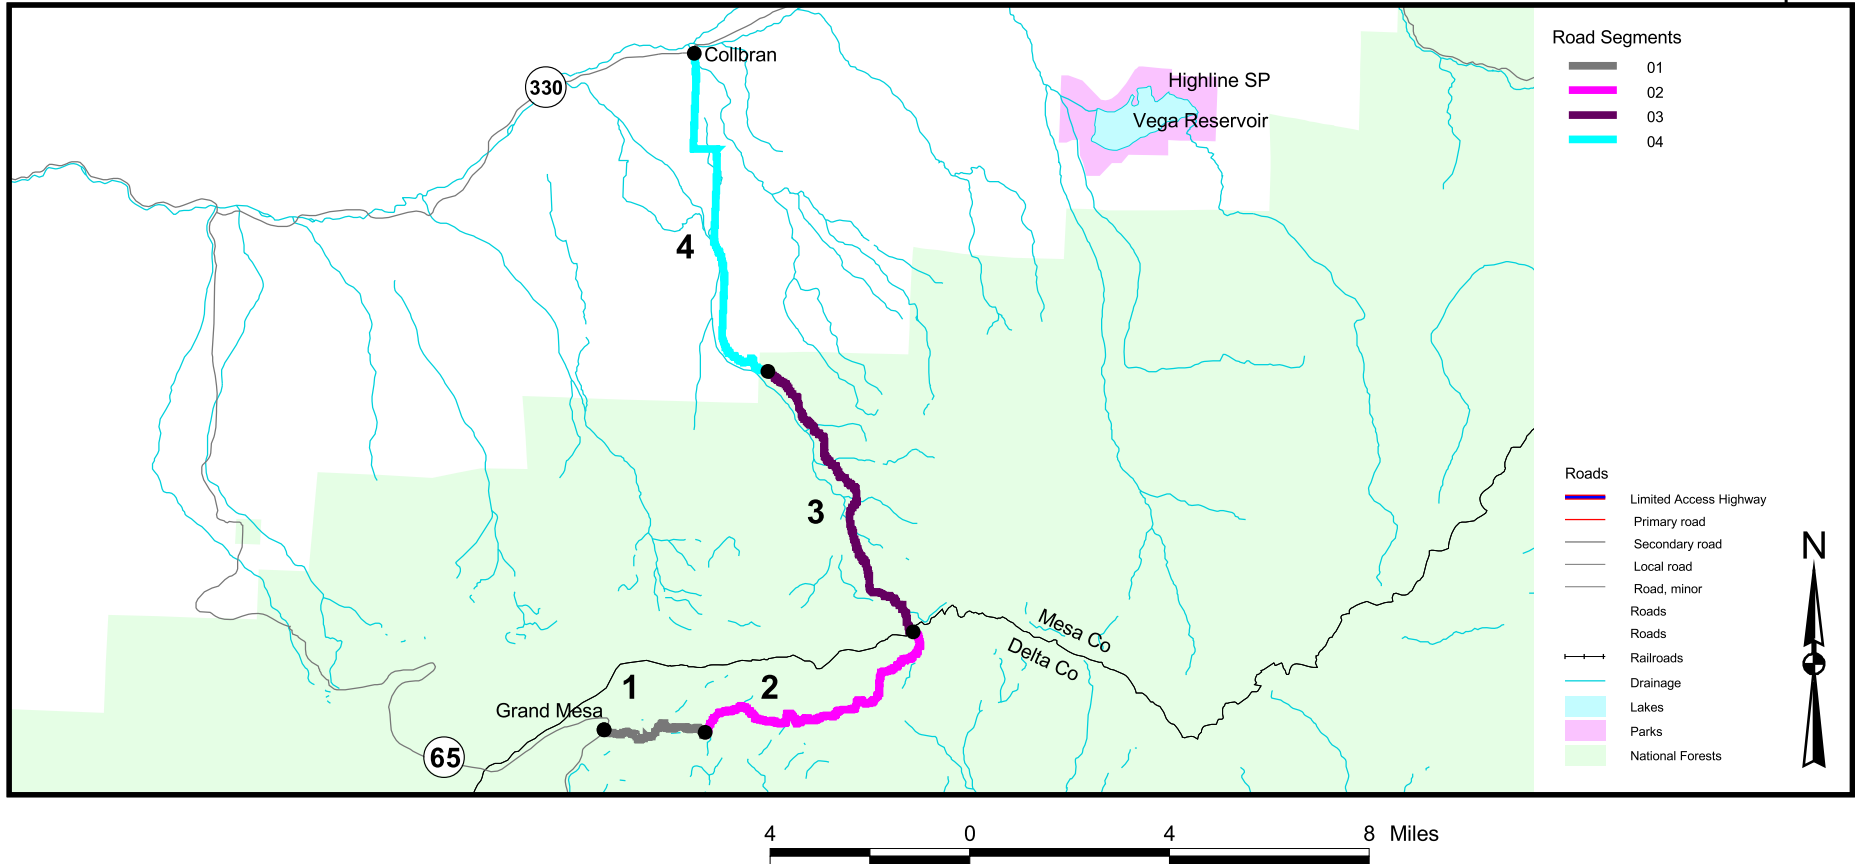 Collbran
330
Highline SP
Vega Reservoir
4
3
Mesa Co
Delta Co
1
2
Grand Mesa
65
Road Segments
01
02
03
04
Roads
Limited Access Highway
Primary road
Secondary road
Local road
Road, minor
Roads
Roads
Railroads
Drainage
Lakes
Parks
National Forests
N
4 0 4 8 Miles